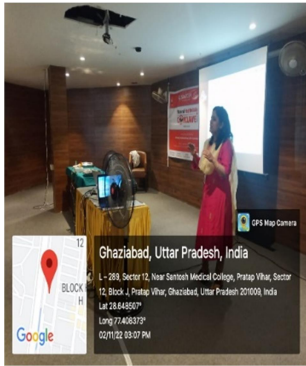 GPS Map Camera
12
BLOCK
H
Google
Ghaziabad, Uttar Pradesh, India
L - 289, Sector 12, Near Santosh Medical College, Pratap Vihar, Sector
12, Block J, Pratap Vihar, Ghaziabad, Uttar Pradesh 201009, India
Lat 28.648507°
Long 77.408373°
02/11/22 03:07 PM